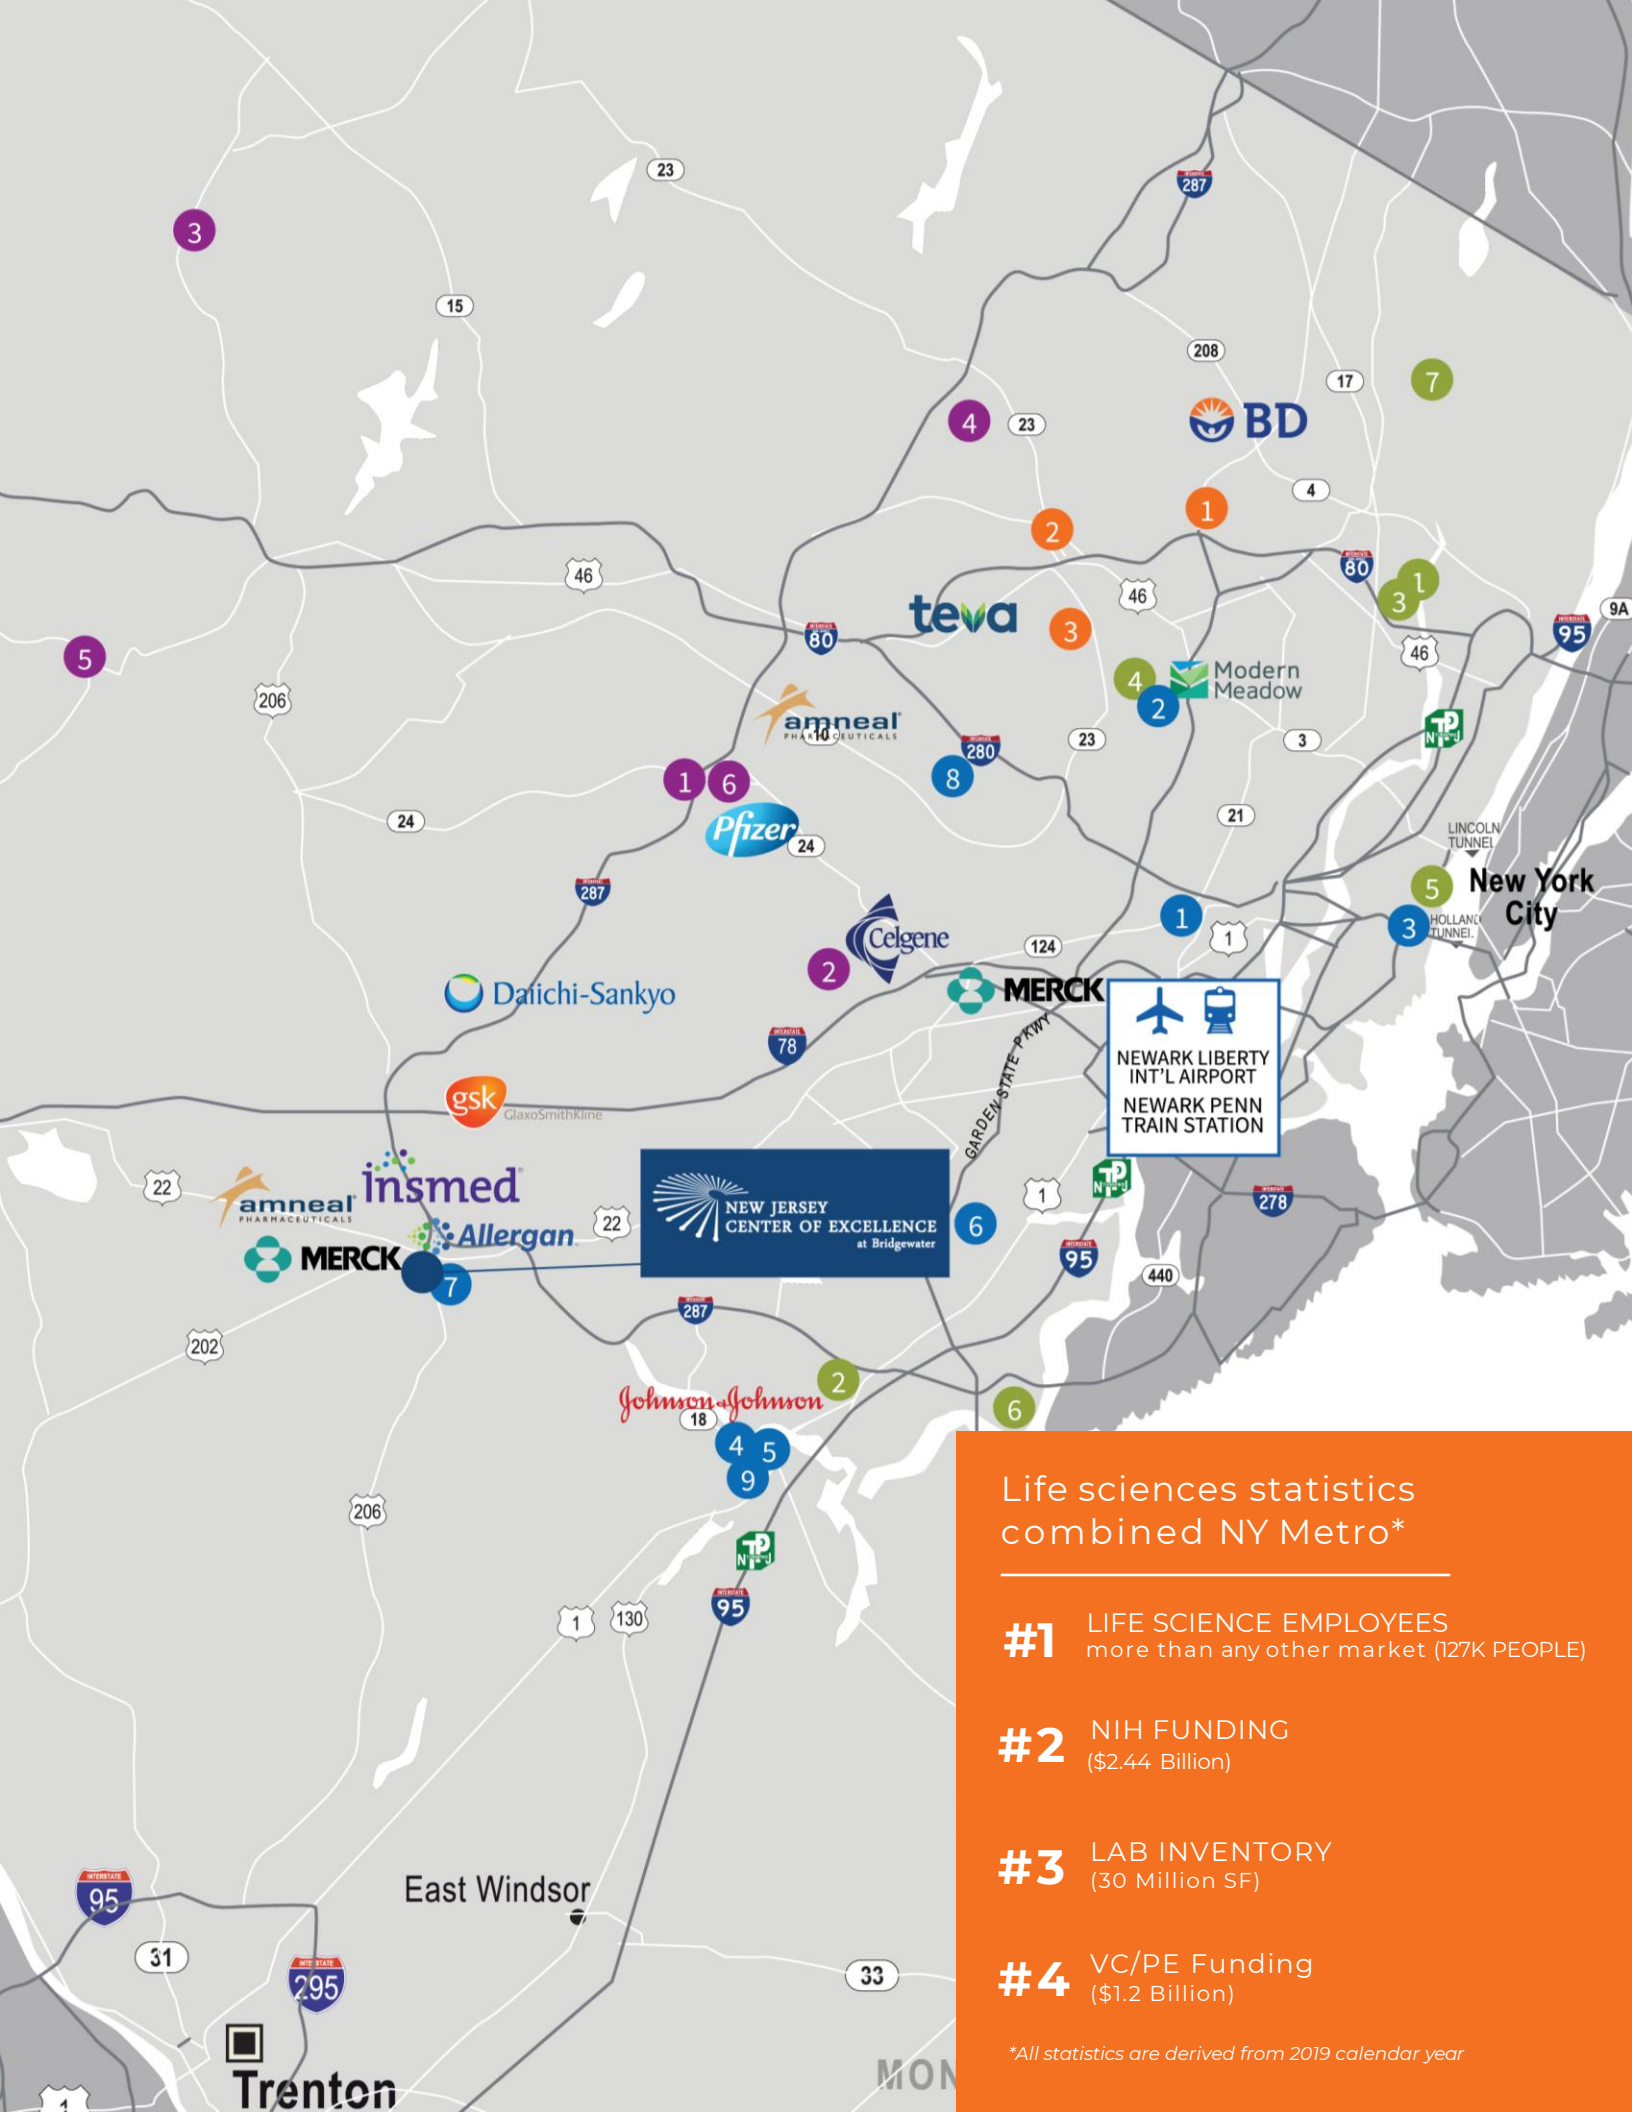 23
287
3
15
208
17
7
4
23
BD
4
1
2
46
80
1
3
9A
46
teva
80
3
95
46
5
206
4
Modern
Meadow
2
amneal
PHARMACEUTICALS
10
280
23
3
TP
N J
8
1
6
24
Pfizer
24
21
LINCOLN
TUNNEL
287
5
New York
City
1
3
HOLLAND
TUNNEL
1
Celgene
124
2
Daiichi-Sankyo
MERCK
78
GARDEN STATE PKWY
NEWARK LIBERTY
INT'L AIRPORT
NEWARK PENN
TRAIN STATION
gsk
GlaxoSmithKline
22
amneal
PHARMACEUTICALS
insmed
Allergan
22
NEW JERSEY
CENTER OF EXCELLENCE
at Bridgewater
6
1
TP
N J
278
MERCK
7
95
440
287
202
Johnson & Johnson
18
2
6
4
5
9
206
TP
N J
95
1
130
Life sciences statistics
combined NY Metro*
#1
LIFE SCIENCE EMPLOYEES
more than any other market (127K PEOPLE)
#2
NIH FUNDING
($2.44 Billion)
#3
LAB INVENTORY
(30 Million SF)
#4
VC/PE Funding
($1.2 Billion)
*All statistics are derived from 2019 calendar year
INTERSTATE
95
East Windsor
31
INTERSTATE
295
33
Trenton
MON
1